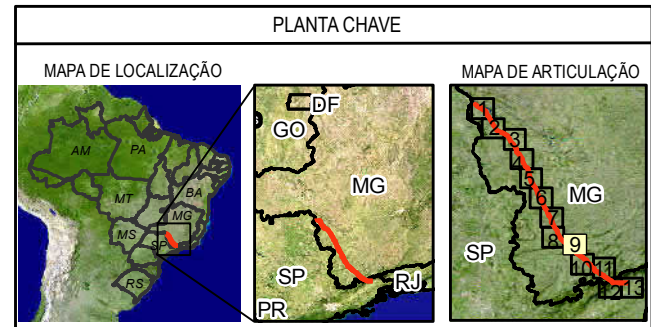 PLANTA CHAVE
MAPA DE LOCALIZAÇÃO
MAPA DE ARTICULAÇÃO
AM
PA
MT
BA
MG
MS
SP
RS
DF
GO
MG
SP
RJ
PR
1
2
3
4
5
6
7
8
9
10
11
12
13
MG
SP